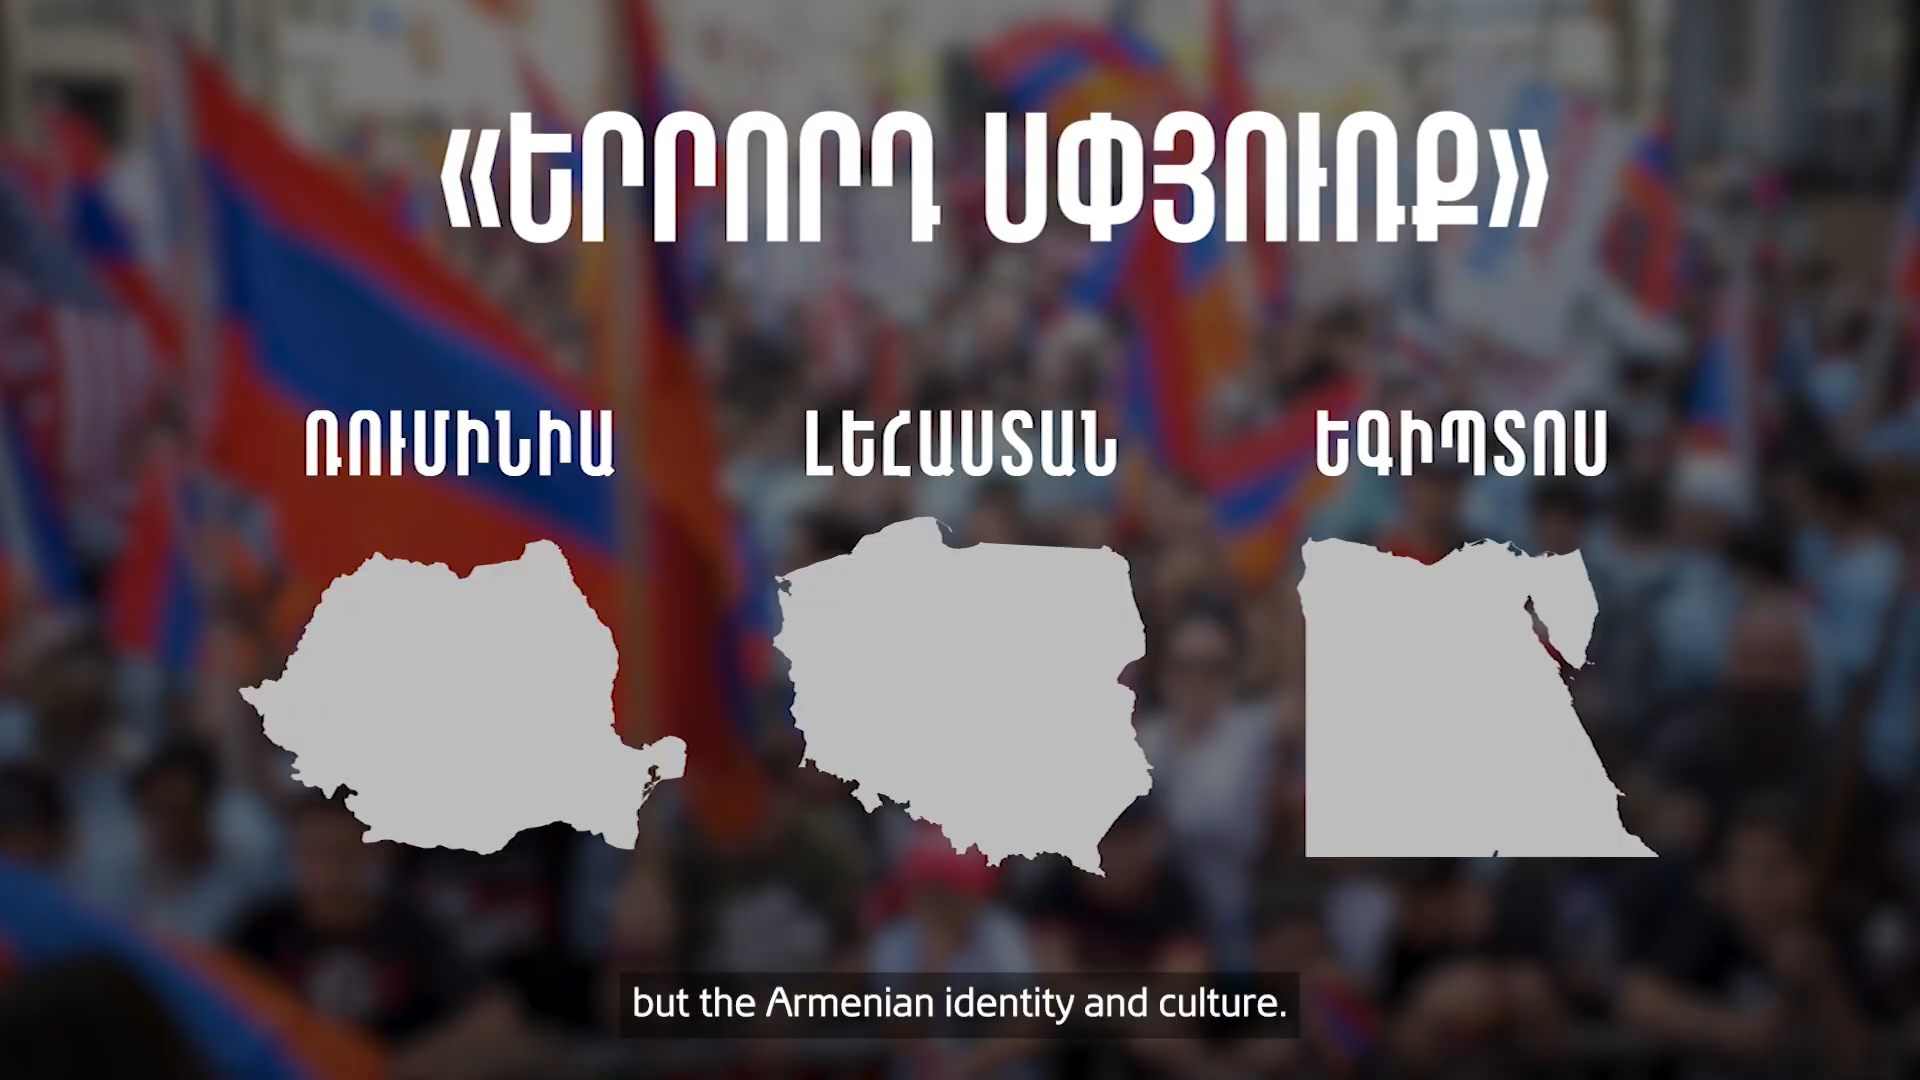 «ԵՐՐՈՐԴ ՍՓՅՈՒՌՔ»
ՌՈՒՄԻՆԻԱ
ԼԵՀԱՍՏԱՆ
ԵԳԻՊՏՈՍ
but the Armenian identity and culture.